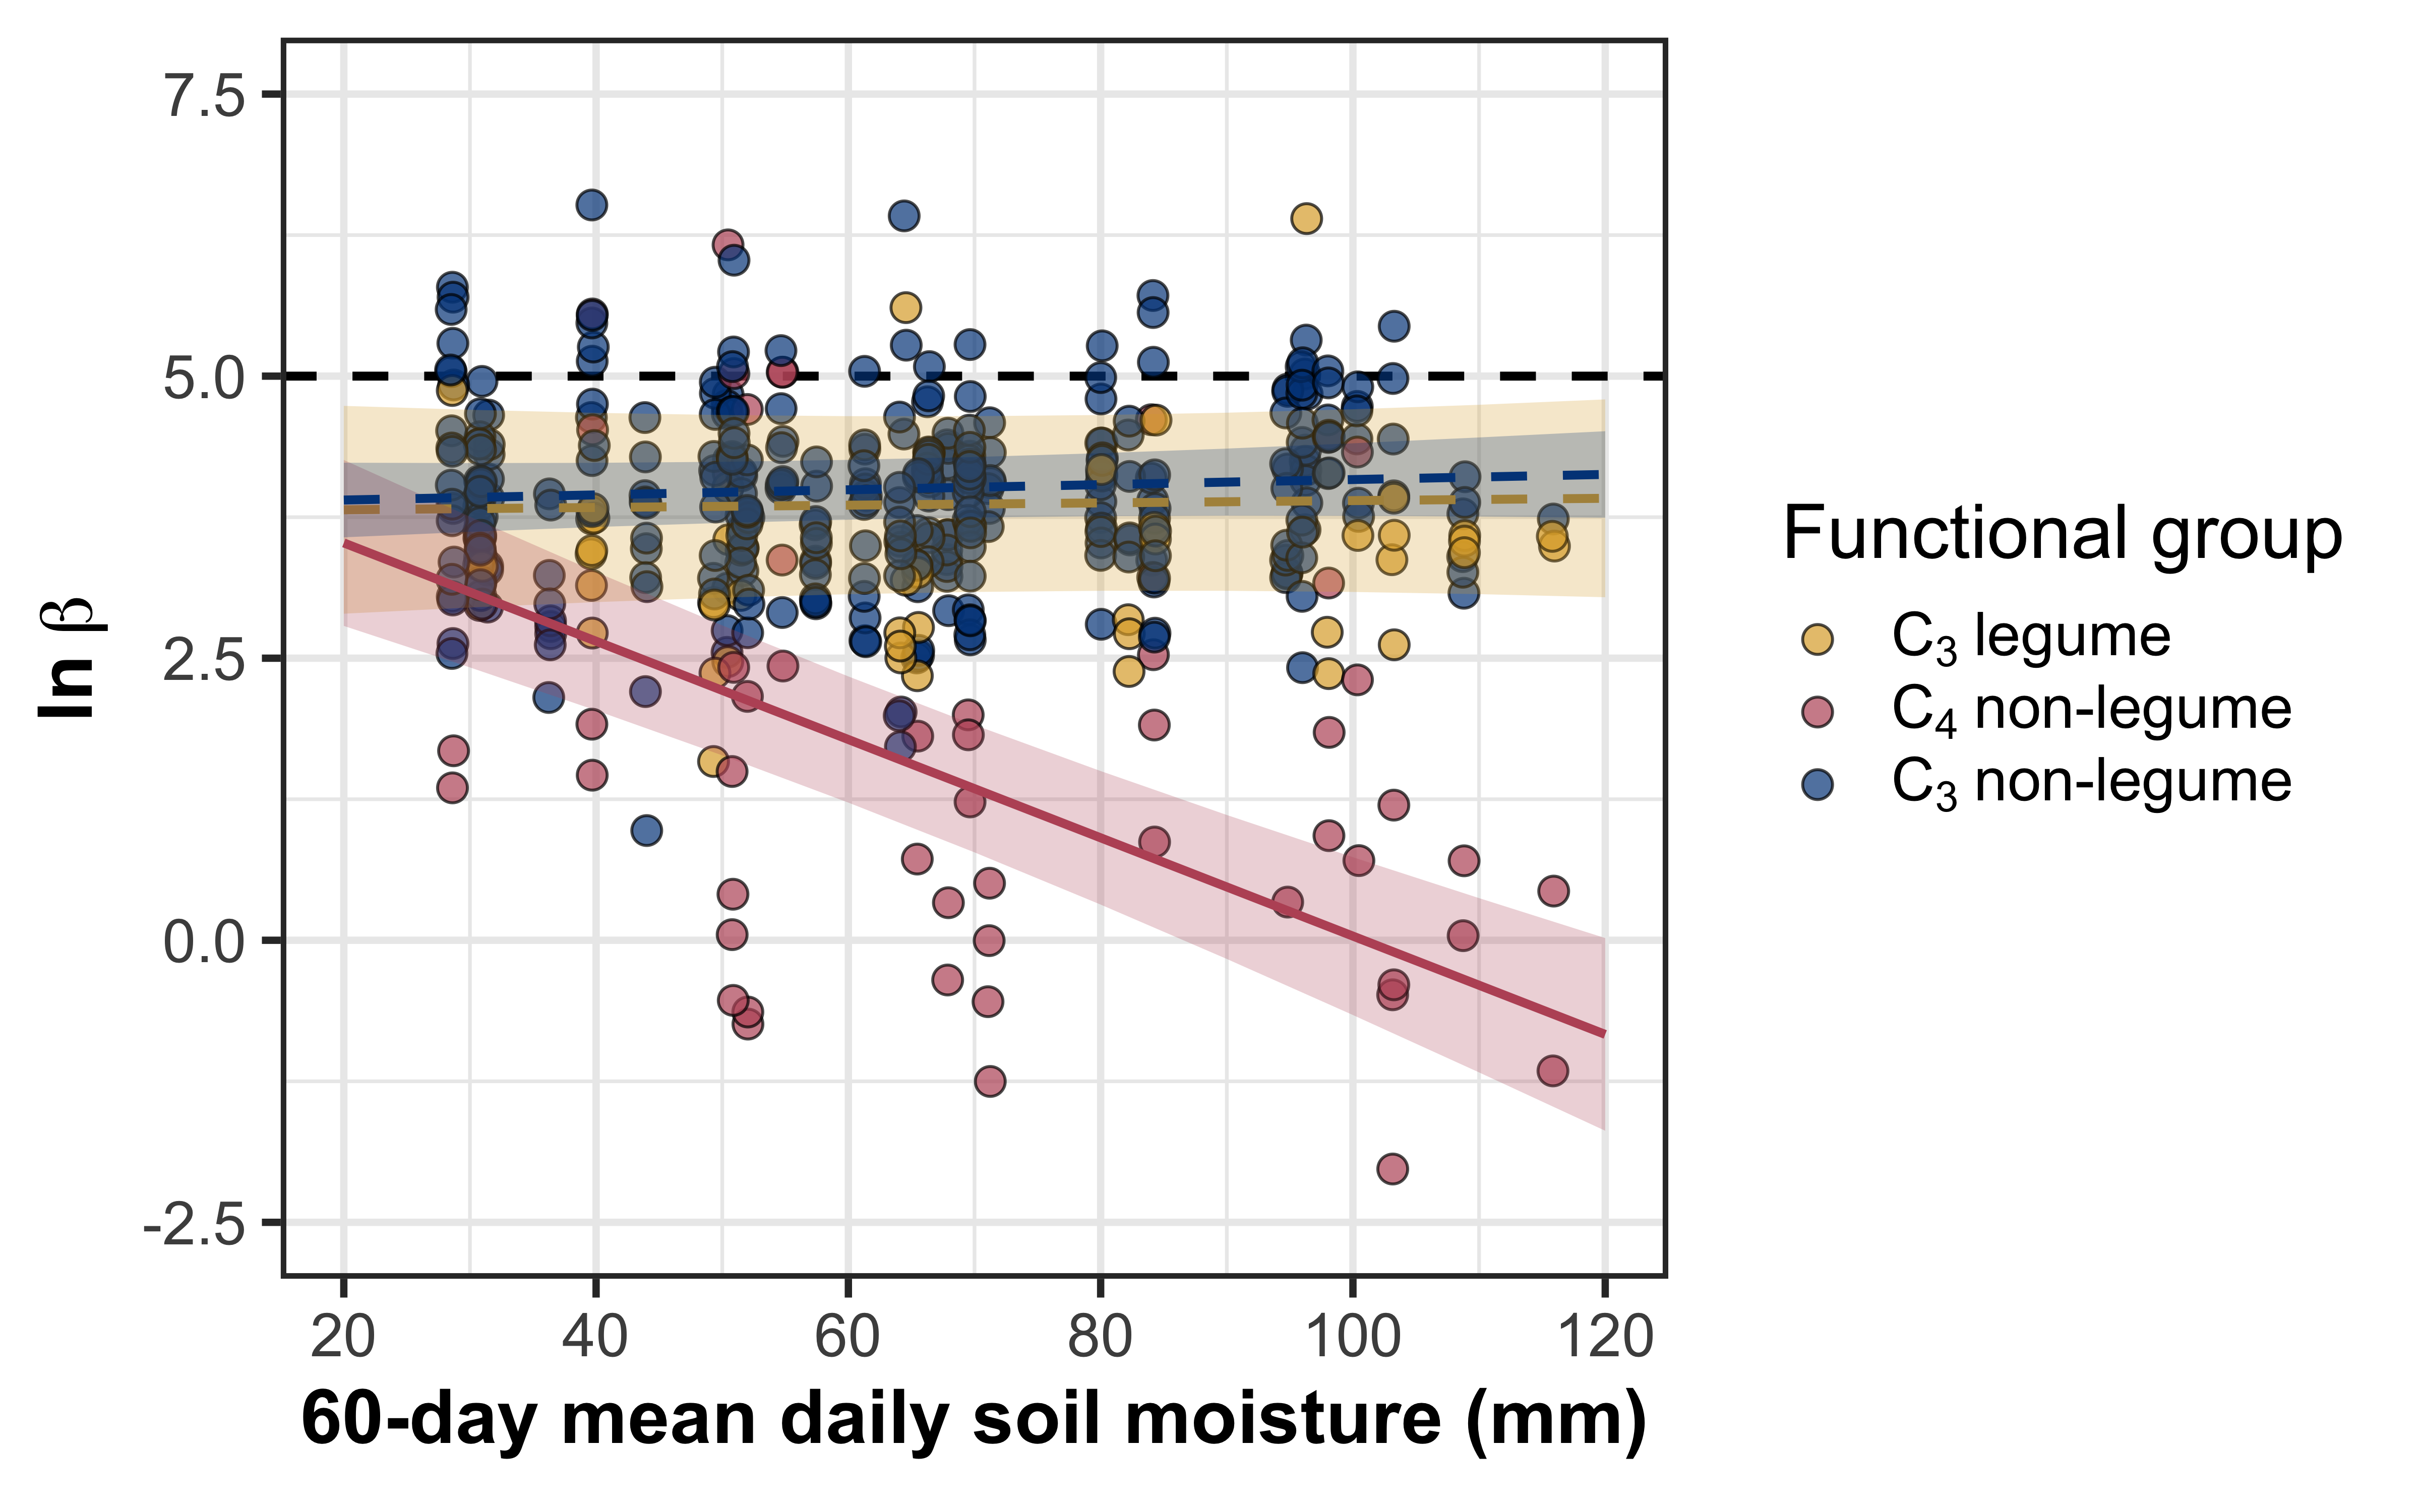 7.5
5.0
2.5
0.0
-2.5
ln β
20 40 60 80 100 120
60-day mean daily soil moisture (mm)
Functional group
C₃ legume
C₄ non-legume
C₃ non-legume